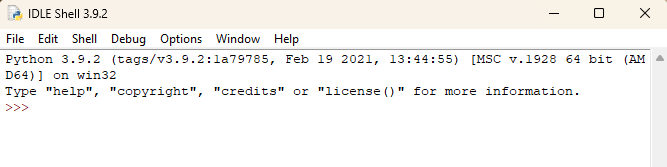 IDLE Shell 3.9.2
File Edit Shell Debug Options Window Help
Python 3.9.2 (tags/v3.9.2:1a79785, Feb 19 2021, 13:44:55) [MSC v.1928 64 bit (AM
D64)] on win32
Type "help", "copyright", "credits" or "license()" for more information.
>>>